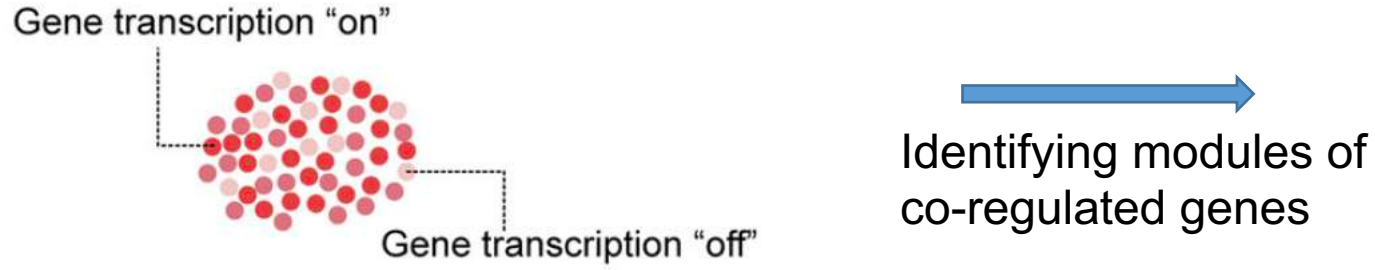 Gene transcription “on”
Gene transcription “off”
Identifying modules of
co-regulated genes